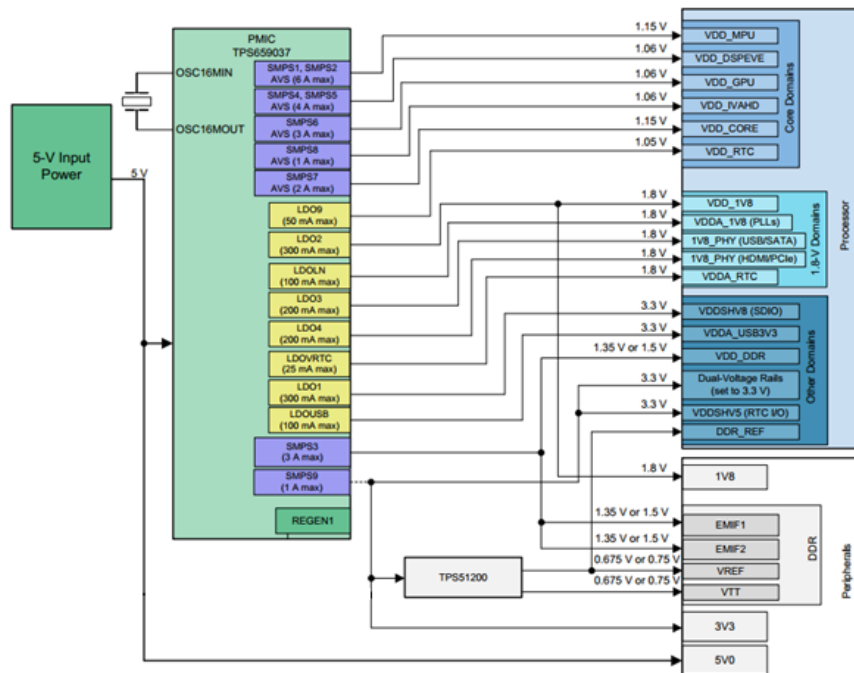 5-V Input
Power
5 V
PMIC
TPS659037
OSC16MIN
OSC16MOUT
SMPS1, SMPS2
AVS (6 A max)
SMPS4, SMPS5
AVS (4 A max)
SMPS6
AVS (3 A max)
SMPS8
AVS (1 A max)
SMPS7
AVS (2 A max)
LDO9
(50 mA max)
LDO2
(300 mA max)
LDOLN
(100 mA max)
LDO3
(200 mA max)
LDO4
(200 mA max)
LDOVRTC
(25 mA max)
LDO1
(300 mA max)
LDOUSB
(100 mA max)
SMPS3
(3 A max)
SMPS9
(1 A max)
REGEN1
TPS51200
1.15 V
1.06 V
1.06 V
1.06 V
1.15 V
1.05 V
1.8 V
1.8 V
1.8 V
1.8 V
1.8 V
3.3 V
3.3 V
1.35 V or 1.5 V
3.3 V
3.3 V
1.8 V
1.35 V or 1.5 V
1.35 V or 1.5 V
0.675 V or 0.75 V
0.675 V or 0.75 V
VDD_MPU
VDD_DSPEVE
VDD_GPU
VDD_IVAHD
VDD_CORE
VDD_RTC
Core Domains
VDD_1V8
VDDA_1V8 (PLLs)
1V8_PHY (USB/SATA)
1V8_PHY (HDMI/PCIe)
VDDA_RTC
1.8-V Domains
VDDSHV8 (SDIO)
VDDA_USB3V3
VDD_DDR
Dual-Voltage Rails
(set to 3.3 V)
VDDSHV5 (RTC I/O)
DDR_REF
Other Domains
Processor
1V8
EMIF1
EMIF2
VREF
VTT
DDR
3V3
5V0
Peripherals